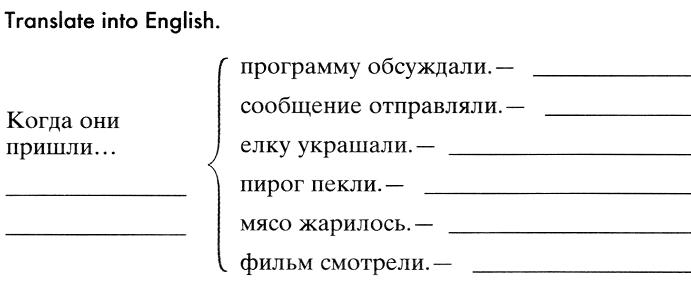 Translate into English.
Когда они
пришли...
программу обсуждали.—
сообщение отправляли.—
елку украшали.—
пирог пекли.—
мясо жарилось.—
фильм смотрели.—